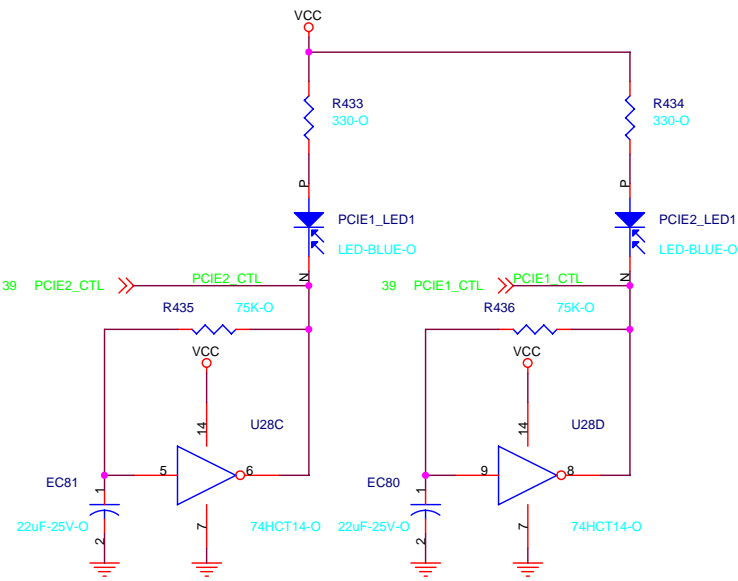 VCC
R433
330-O
R434
330-O
P
P
PCIE1_LED1
PCIE2_LED1
LED-BLUE-O
LED-BLUE-O
N
N
39 PCIE2_CTL
PCIE2_CTL
39 PCIE1_CTL
PCIE1_CTL
R435
75K-O
R436
75K-O
VCC
VCC
14
U28C
14
U28D
5
6
9
8
EC81
1
EC80
1
22uF-25V-O
7
74HCT14-O
22uF-25V-O
7
74HCT14-O
2
2